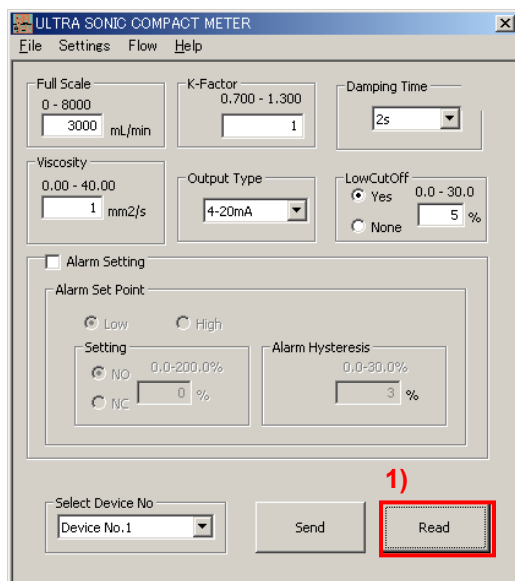 ULTRA SONIC COMPACT METER
File Settings Flow Help
Full Scale
0 - 8000
3000 mL/min
K-Factor
0.700 - 1.300
1
Damping Time
2s
Viscosity
0.00 - 40.00
1 mm2/s
Output Type
4-20mA
LowCutOff
Yes 0.0 - 30.0
5 %
None
Alarm Setting
Alarm Set Point
Low High
Setting
NO 0.0-200.0%
0 %
NC
Alarm Hysteresis
0.0-30.0%
3 %
1)
Select Device No
Device No.1
Send
Read